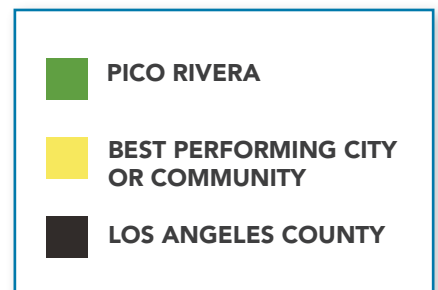 PICO RIVERA
BEST PERFORMING CITY
OR COMMUNITY
LOS ANGELES COUNTY